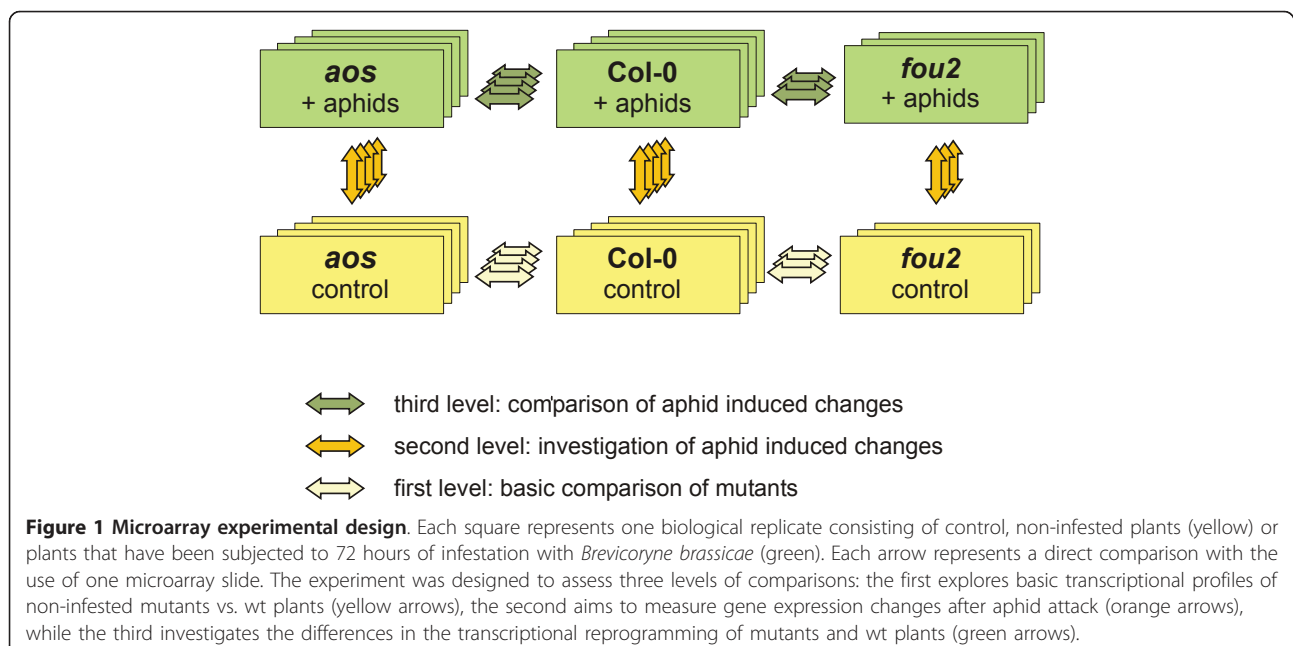 aos
+ aphids
Col-0
+ aphids
fou2
+ aphids
aos
control
Col-0
control
fou2
control
third level: comparison of aphid induced changes
second level: investigation of aphid induced changes
first level: basic comparison of mutants
Figure 1 Microarray experimental design. Each square represents one biological replicate consisting of control, non-infested plants (yellow) or
plants that have been subjected to 72 hours of infestation with Brevicoryne brassicae (green). Each arrow represents a direct comparison with the
use of one microarray slide. The experiment was designed to assess three levels of comparisons: the first explores basic transcriptional profiles of
non-infested mutants vs. wt plants (yellow arrows), the second aims to measure gene expression changes after aphid attack (orange arrows),
while the third investigates the differences in the transcriptional reprogramming of mutants and wt plants (green arrows).